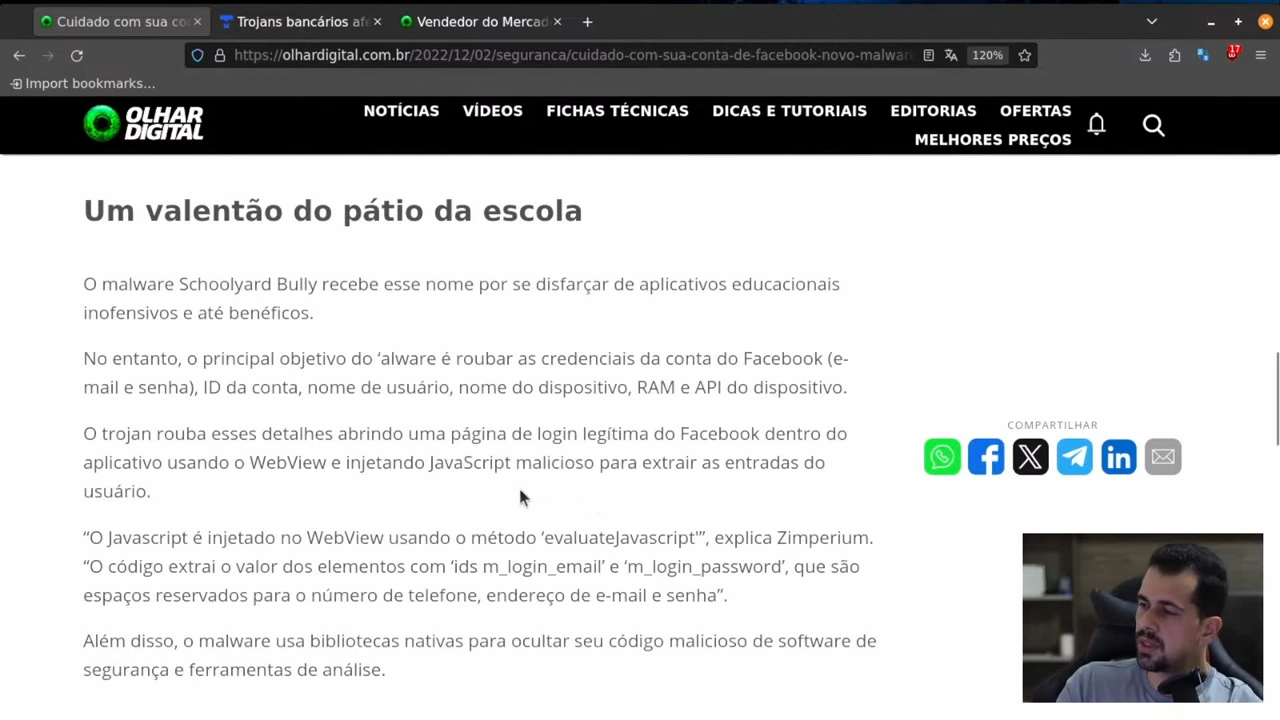 Cuidado com sua co
Trojans bancários afe
Vendedor do Mercad
https://olhardigital.com.br/2022/12/02/seguranca/cuidado-com-sua-conta-de-facebook-novo-malwar
120%
17
Import bookmarks...
OLHAR
DIGITAL
NOTÍCIAS VÍDEOS FICHAS TÉCNICAS DICAS E TUTORIAIS EDITORIAS OFERTAS
MELHORES PREÇOS
Um valentão do pátio da escola
O malware Schoolyard Bully recebe esse nome por se disfarçar de aplicativos educacionais
inofensivos e até benéficos.
No entanto, o principal objetivo do ‘alware é roubar as credenciais da conta do Facebook (e-
mail e senha), ID da conta, nome de usuário, nome do dispositivo, RAM e API do dispositivo.
O trojan rouba esses detalhes abrindo uma página de login legítima do Facebook dentro do
aplicativo usando o WebView e injetando JavaScript malicioso para extrair as entradas do
usuário.
“O Javascript é injetado no WebView usando o método ‘evaluateJavascript'”, explica Zimperium.
“O código extrai o valor dos elementos com ‘ids m_login_email’ e ‘m_login_password’, que são
espaços reservados para o número de telefone, endereço de e-mail e senha”.
Além disso, o malware usa bibliotecas nativas para ocultar seu código malicioso de software de
segurança e ferramentas de análise.
COMPARTILHAR